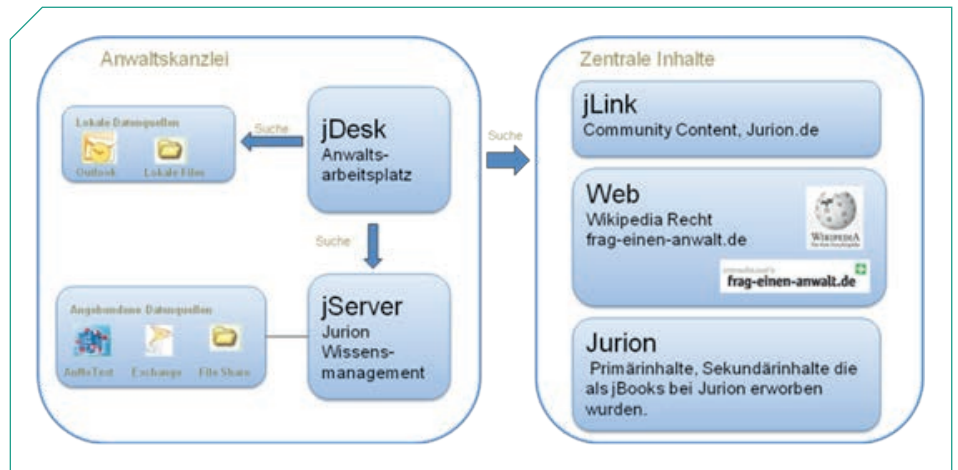 Anwaltskanzlei
Lokale Datenquellen
Outlook
Lokale Files
Suche
jDesk
Anwalts-
arbeitsplatz
Suche
jServer
Jurion
Wissens-
management
Angebundene Datenquellen
AnNoText
Exchange
File Share
Suche
Zentrale Inhalte
jLink
Community Content, Jurion.de
Web
Wikipedia Recht
frag-einen-anwalt.de
WIKIPEDIA
frag-einen-anwalt.de
Jurion
Primärinhalte, Sekundärinhalte die
als jBooks bei Jurion erworben
wurden.